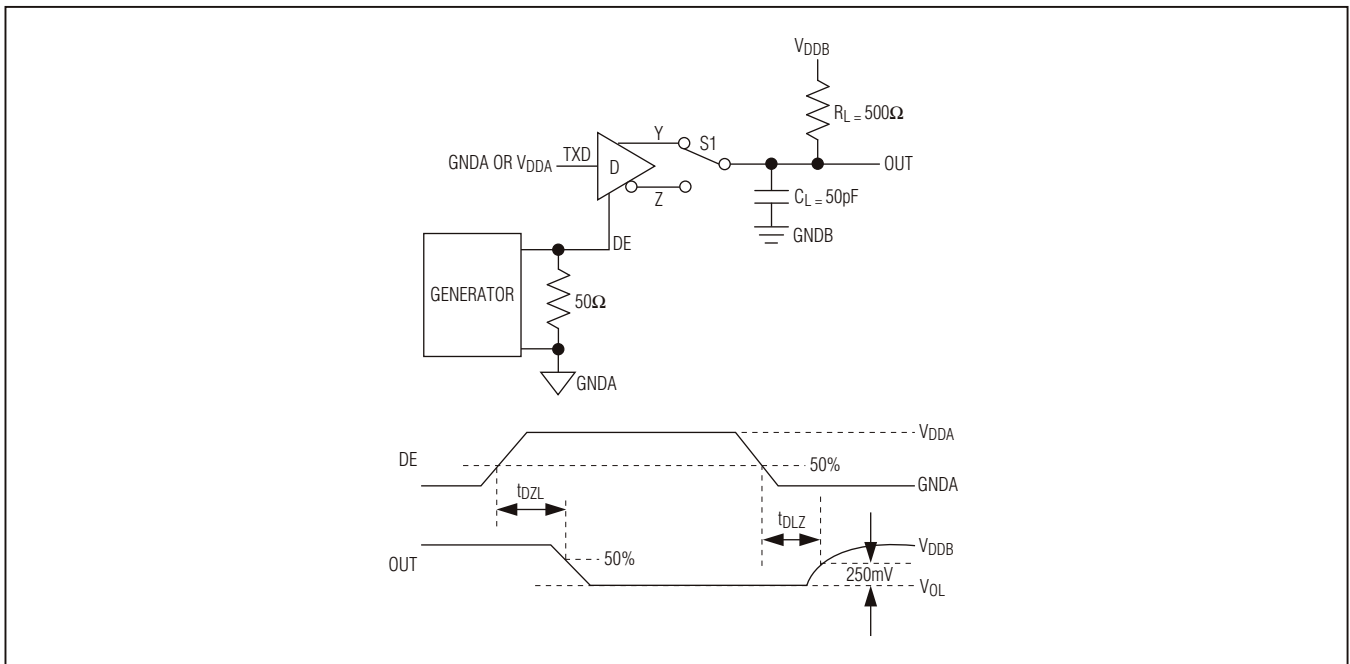 VDDB
RL = 500Ω
Y
S1
GNDA OR VDDA
TXD
D
OUT
Z
CL = 50pF
GNDB
DE
GENERATOR
50Ω
GNDA
VDDA
DE
50%
GNDA
tDZL
tDLZ
VDDB
OUT
50%
250mV
VOL